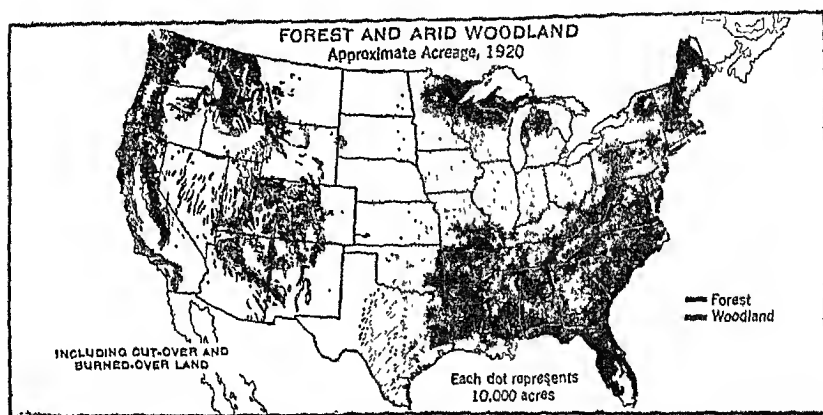 FOREST AND ARID WOODLAND
Approximate Acreage, 1920
Forest
Woodland
INCLUDING CUT-OVER AND
BURNED-OVER LAND
Each dot represents
10,000 acres